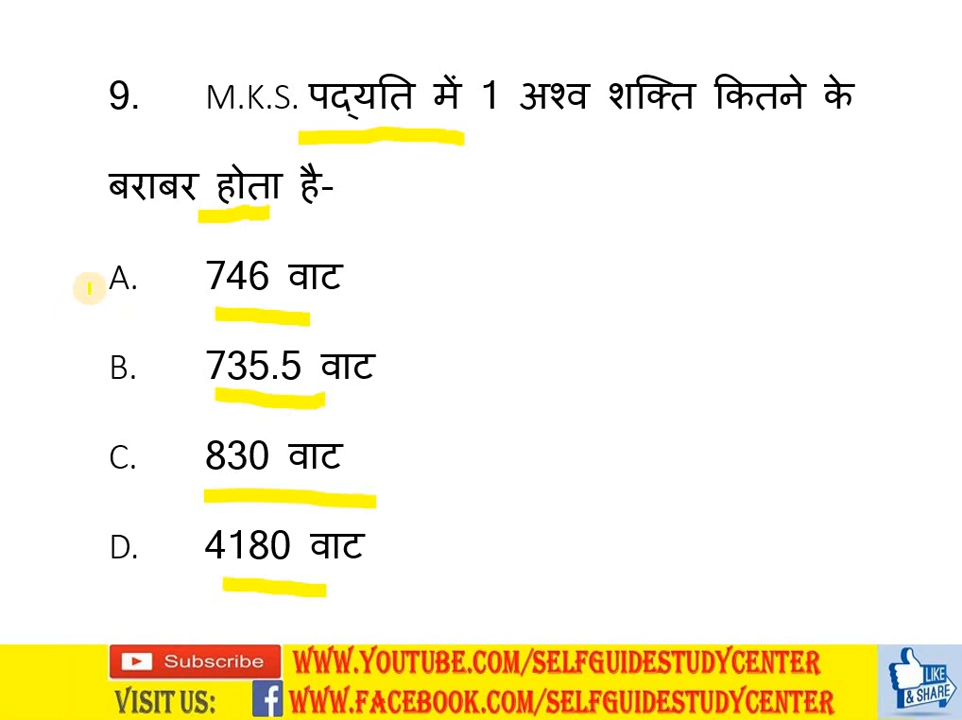 9. M.K.S. पद्यति में 1 अश्व शक्ति कितने के
बराबर होता है-
A. 746 वाट
B. 735.5 वाट
C. 830 वाट
D. 4180 वाट
Subscribe WWW.YOUTUBE.COM/SELFGUIDESTUDYCENTER
VISIT US: f WWW.FACEBOOK.COM/SELFGUIDESTUDYCENTER
LIKE
& SHARE